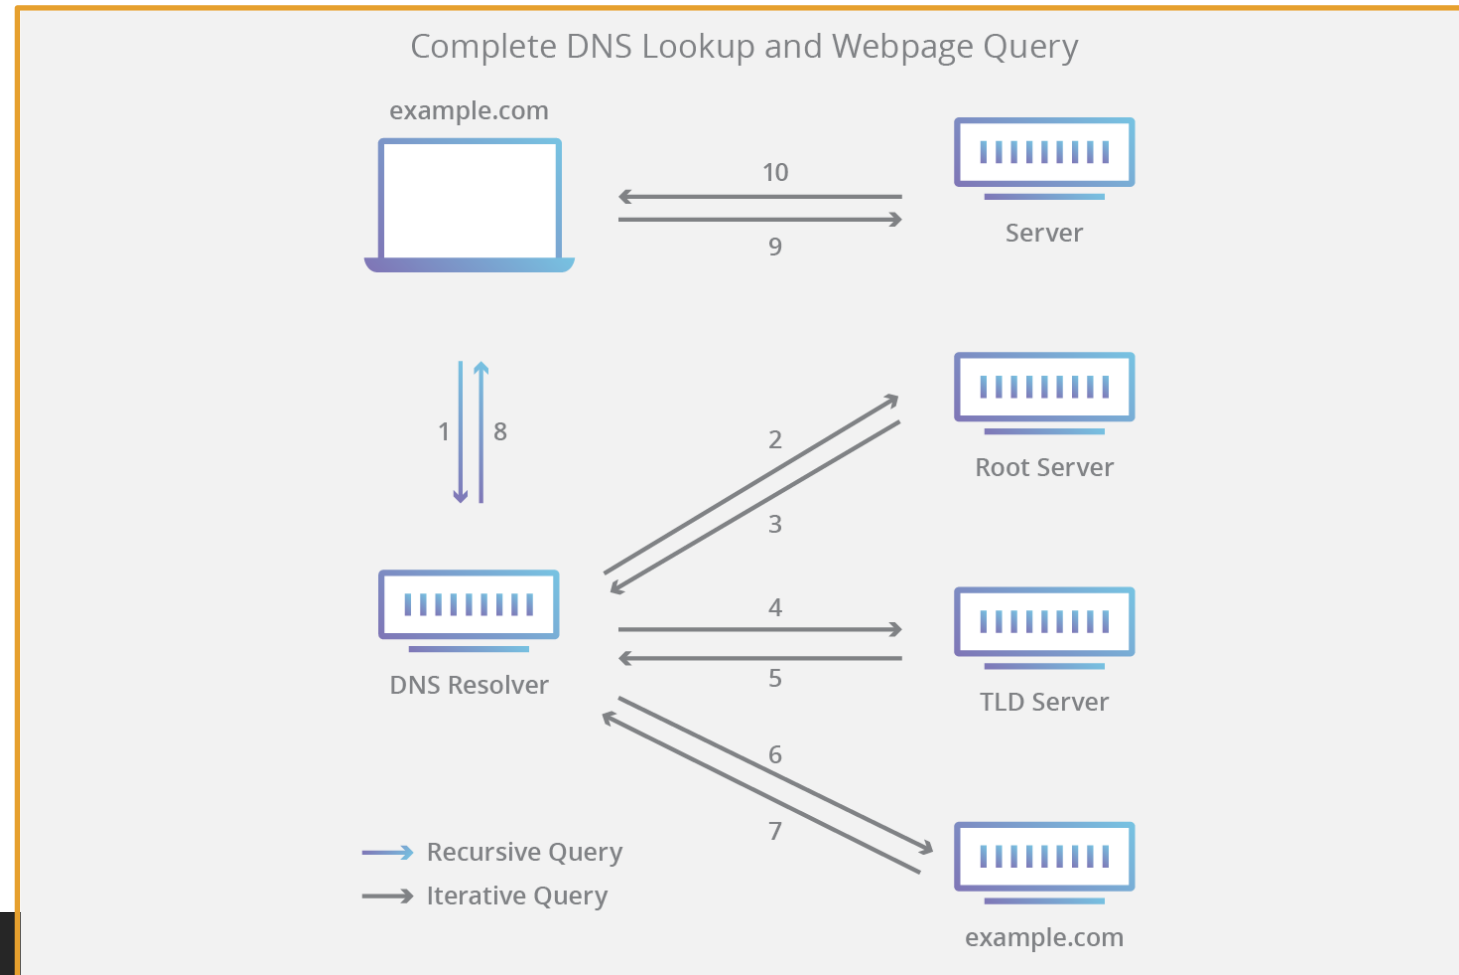 Complete DNS Lookup and Webpage Query
example.com
10
9
Server
1
8
2
3
Root Server
4
5
DNS Resolver
TLD Server
6
7
Recursive Query
Iterative Query
example.com